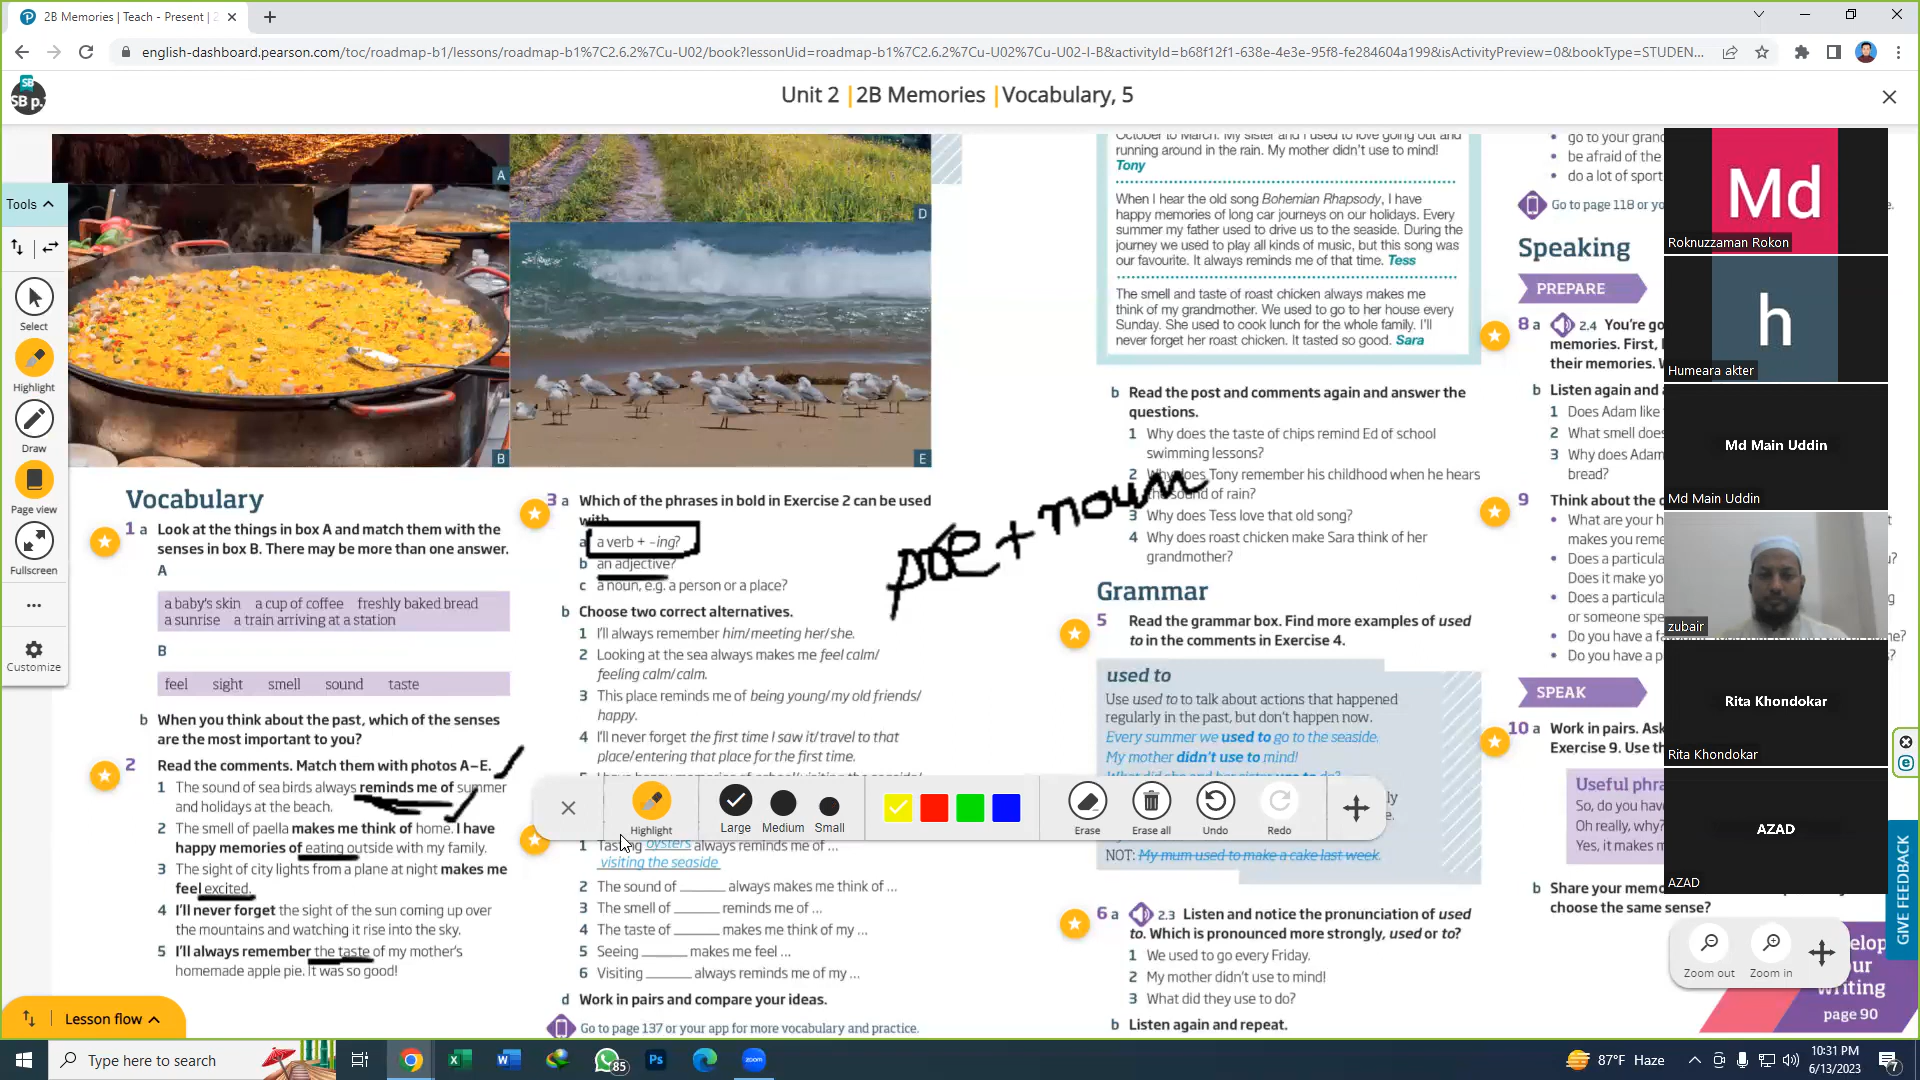 2B Memories | Teach - Present | 2
english-dashboard.pearson.com/toc/roadmap-b1/lessons/roadmap-b1%7C2.6.2%7Cu-U02/book?lessonUid=roadmap-b1%7C2.6.2%7Cu-U02%7Cu-U02-l-B&activityId=b68f12f1-638e-4e3e-95f8-fe284604a199&isActivityPreview=0&bookType=STUDEN...
SB
SB p.
Unit 2 | 2B Memories | Vocabulary, 5
Tools
Select
Highlight
Draw
Page view
Fullscreen
Customize
Lesson flow
A
B
D
E
Vocabulary
1 a Look at the things in box A and match them with the
senses in box B. There may be more than one answer.
A
a baby's skin a cup of coffee freshly baked bread
a sunrise a train arriving at a station
B
feel sight smell sound taste
b When you think about the past, which of the senses
are the most important to you?
2 Read the comments. Match them with photos A–E.
1 The sound of sea birds always reminds me of summer
and holidays at the beach.
2 The smell of paella makes me think of home. I have
happy memories of eating outside with my family.
3 The sight of city lights from a plane at night makes me
feel excited.
4 I'll never forget the sight of the sun coming up over
the mountains and watching it rise into the sky.
5 I'll always remember the taste of my mother's
homemade apple pie. It was so good!
3 a Which of the phrases in bold in Exercise 2 can be used
with
a a verb + -ing?
b an adjective?
c a noun, e.g. a person or a place?
b Choose two correct alternatives.
1 I'll always remember him/meeting her/she.
2 Looking at the sea always makes me feel calm/
feeling calm/calm.
3 This place reminds me of being young/my old friends/
happy.
4 I'll never forget the first time I saw it/travel to that
place/entering that place for the first time.
1 Tasting oysters always reminds me of ...
visiting the seaside
2 The sound of ______ always makes me think of ...
3 The smell of ______ reminds me of ...
4 The taste of ______ makes me think of my ...
5 Seeing ______ makes me feel ...
6 Visiting ______ always reminds me of my ...
d Work in pairs and compare your ideas.
Go to page 137 or your app for more vocabulary and practice.
+ noun
October to March. My sister and I used to love going out and
running around in the rain. My mother didn't use to mind!
Tony
When I hear the old song Bohemian Rhapsody, I have
happy memories of long car journeys on our holidays. Every
summer my father used to drive us to the seaside. During the
journey we used to play all kinds of music, but this song was
our favourite. It always reminds me of that time. Tess
The smell and taste of roast chicken always makes me
think of my grandmother. We used to go to her house every
Sunday. She used to cook lunch for the whole family. I'll
never forget her roast chicken. It tasted so good. Sara
b Read the post and comments again and answer the
questions.
1 Why does the taste of chips remind Ed of school
swimming lessons?
2 Why does Tony remember his childhood when he hears
the sound of rain?
3 Why does Tess love that old song?
4 Why does roast chicken make Sara think of her
grandmother?
Grammar
5 Read the grammar box. Find more examples of used
to in the comments in Exercise 4.
used to
Use used to to talk about actions that happened
regularly in the past, but don't happen now.
Every summer we used to go to the seaside.
My mother didn't use to mind!
NOT: My mum used to make a cake last week.
6 a 2.3 Listen and notice the pronunciation of used
to. Which is pronounced more strongly, used or to?
1 We used to go every Friday.
2 My mother didn't use to mind!
3 What did they use to do?
b Listen again and repeat.
Highlight
Large
Medium
Small
Erase
Erase all
Undo
Redo
go to your grand
be afraid of the
do a lot of sport
Go to page 118 or yo
Speaking
PREPARE
8 a 2.4 You're go
memories. First, l
their memories. W
b Listen again and a
1 Does Adam like
2 What smell does
3 Why does Adam
bread?
9 Think about the q
What are your h
makes you reme
Does a particula
Does it make yo
Does a particula
or someone spe
Do you have a fa
Do you have a p
SPEAK
10 a Work in pairs. Ask
Exercise 9. Use th
Useful phra
So, do you have
Oh really, why?
Yes, it makes m
b Share your memo
choose the same sense?
Zoom out
Zoom in
writing
page 90
GIVE FEEDBACK
Md
Roknuzzaman Rokon
h
Humeara akter
Md Main Uddin
Md Main Uddin
zubair
Rita Khondokar
Rita Khondokar
AZAD
AZAD
Type here to search
85
zoom
87°F Haze
10:31 PM
6/13/2023
7